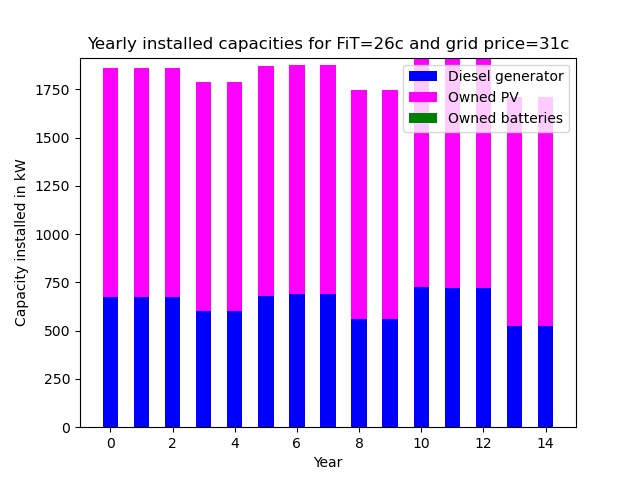 Yearly installed capacities for FiT=26c and grid price=31c
Diesel generator
Owned PV
Owned batteries
Capacity installed in kW
1750
1500
1250
1000
750
500
250
0
0 2 4 6 8 10 12 14
Year